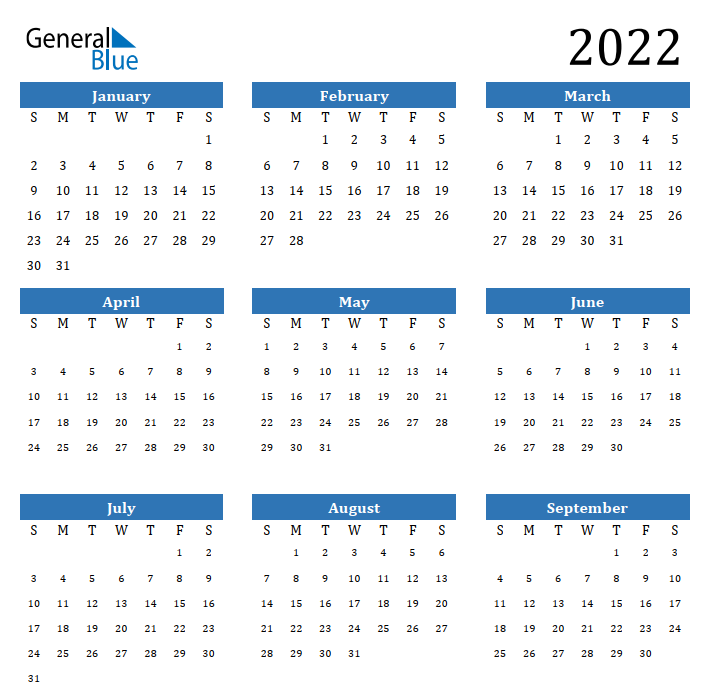 General
Blue
2022
January
S M T W T F S
1
2 3 4 5 6 7 8
9 10 11 12 13 14 15
16 17 18 19 20 21 22
23 24 25 26 27 28 29
30 31
February
S M T W T F S
1 2 3 4 5
6 7 8 9 10 11 12
13 14 15 16 17 18 19
20 21 22 23 24 25 26
27 28
March
S M T W T F S
1 2 3 4 5
6 7 8 9 10 11 12
13 14 15 16 17 18 19
20 21 22 23 24 25 26
27 28 29 30 31
April
S M T W T F S
1 2
3 4 5 6 7 8 9
10 11 12 13 14 15 16
17 18 19 20 21 22 23
24 25 26 27 28 29 30
May
S M T W T F S
1 2 3 4 5 6 7
8 9 10 11 12 13 14
15 16 17 18 19 20 21
22 23 24 25 26 27 28
29 30 31
June
S M T W T F S
1 2 3 4
5 6 7 8 9 10 11
12 13 14 15 16 17 18
19 20 21 22 23 24 25
26 27 28 29 30
July
S M T W T F S
1 2
3 4 5 6 7 8 9
10 11 12 13 14 15 16
17 18 19 20 21 22 23
24 25 26 27 28 29 30
31
August
S M T W T F S
1 2 3 4 5 6
7 8 9 10 11 12 13
14 15 16 17 18 19 20
21 22 23 24 25 26 27
28 29 30 31
September
S M T W T F S
1 2 3
4 5 6 7 8 9 10
11 12 13 14 15 16 17
18 19 20 21 22 23 24
25 26 27 28 29 30